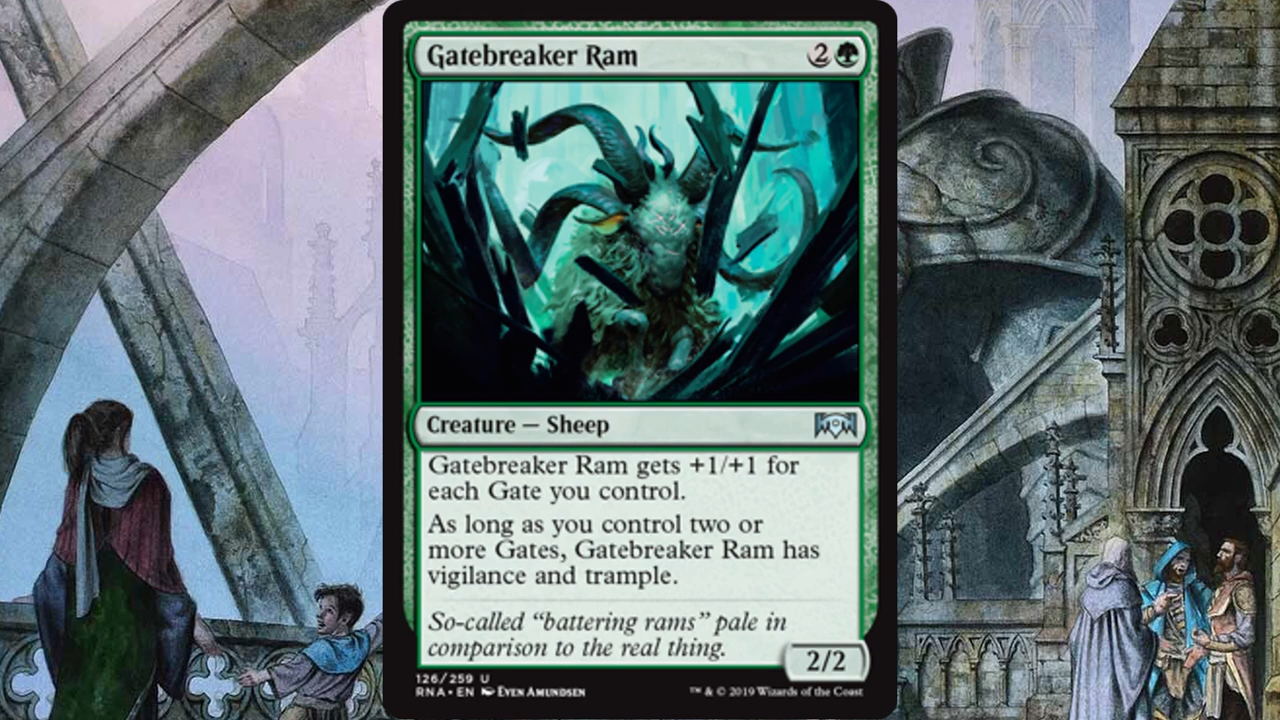 Gatebreaker Ram 2
Creature — Sheep
Gatebreaker Ram gets +1/+1 for
each Gate you control.
As long as you control two or
more Gates, Gatebreaker Ram has
vigilance and trample.
So-called “battering rams” pale in
comparison to the real thing.
2/2
126/259 U
RNA • EN Even Amundsen ™ & © 2019 Wizards of the Coast